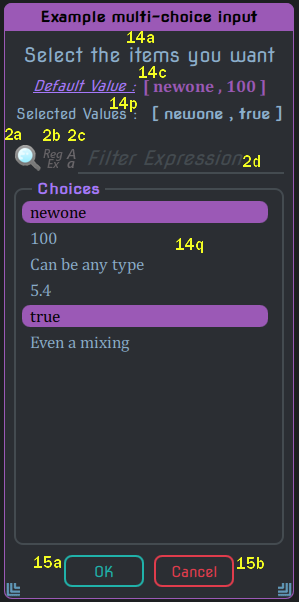 Example multi-choice input
14a
Select the items you want
14c
Default Value : [ newone , 100 ]
14p
Selected Values : [ newone , true ]
2a 2b 2c
Reg Ex A a Filter Expression 2d
Choices
newone
100 14q
Can be any type
5.4
true
Even a mixing
15a OK Cancel 15b